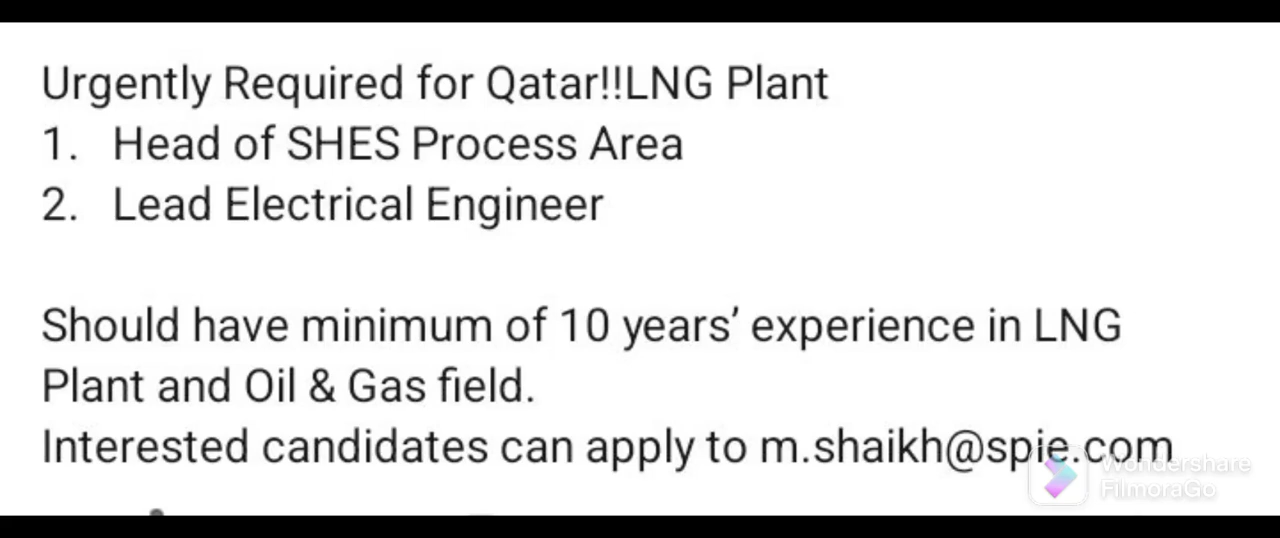 Urgently Required for Qatar!!LNG Plant
1. Head of SHES Process Area
2. Lead Electrical Engineer
Should have minimum of 10 years’ experience in LNG
Plant and Oil & Gas field.
Interested candidates can apply to m.shaikh@spie.com
Wondershare
FilmoraGo